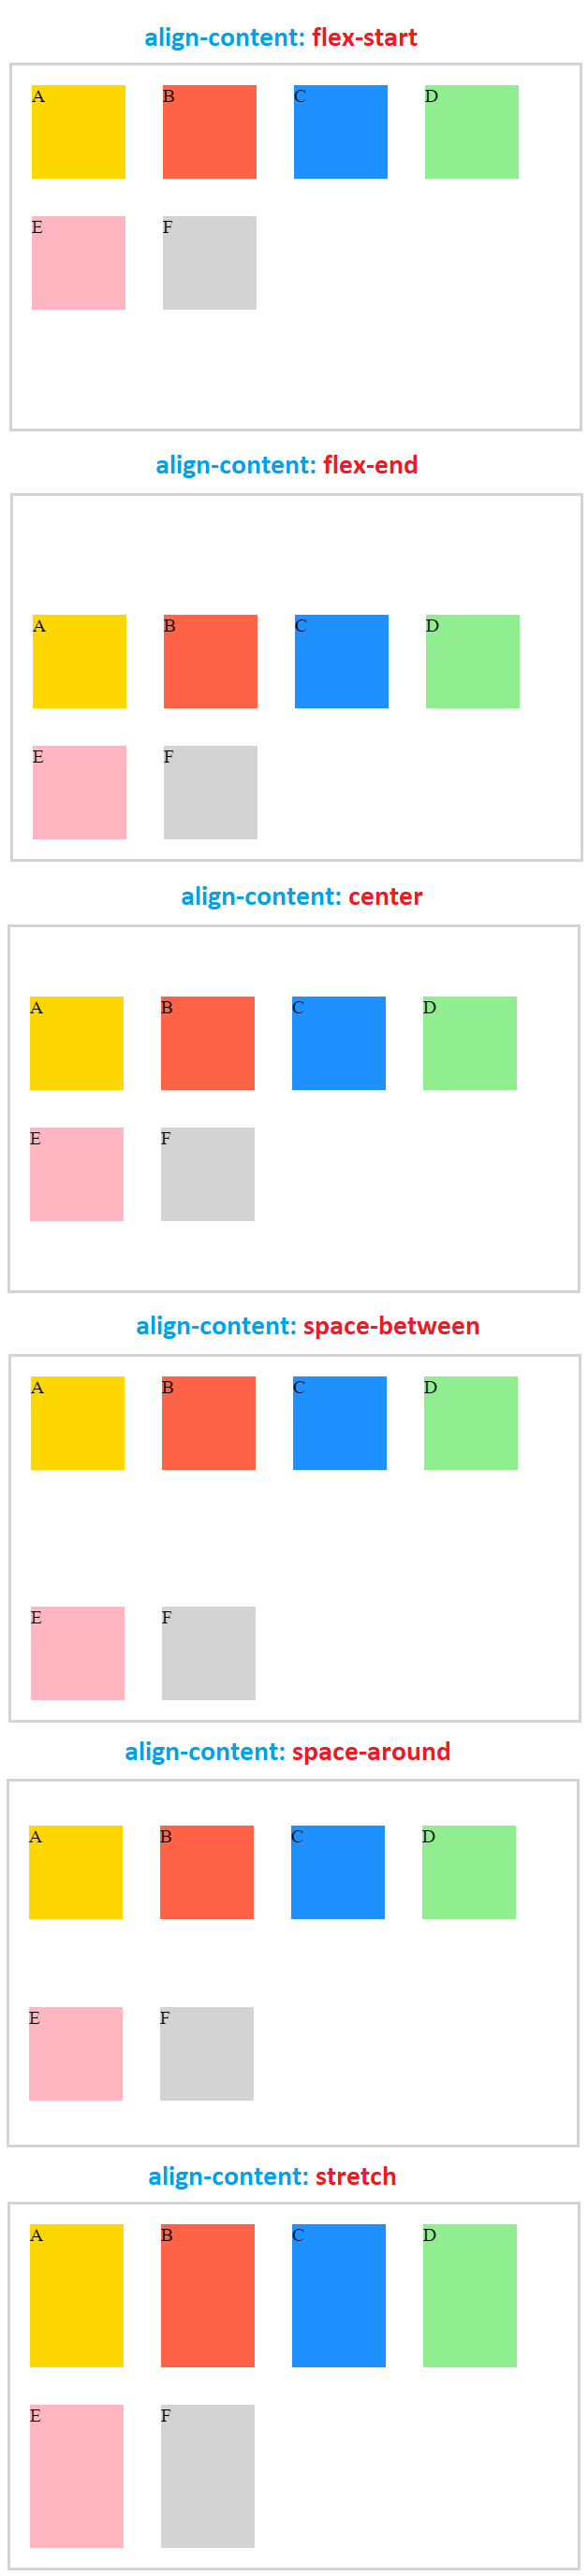 align-content: flex-start
A B C D
E F
align-content: flex-end
A B C D
E F
align-content: center
A B C D
E F
align-content: space-between
A B C D
E F
align-content: space-around
A B C D
E F
align-content: stretch
A B C D
E F